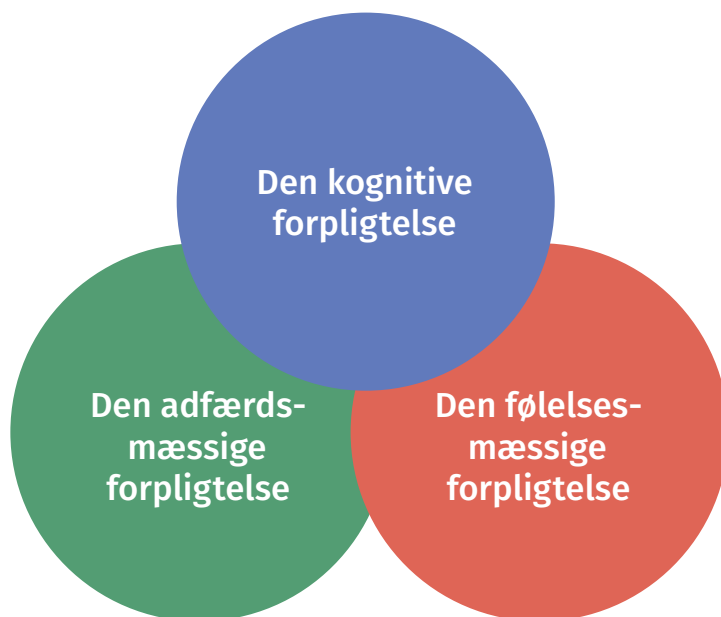 Den kognitive
forpligtelse
Den adfærds-
mæssige
forpligtelse
Den følelses-
mæssige
forpligtelse